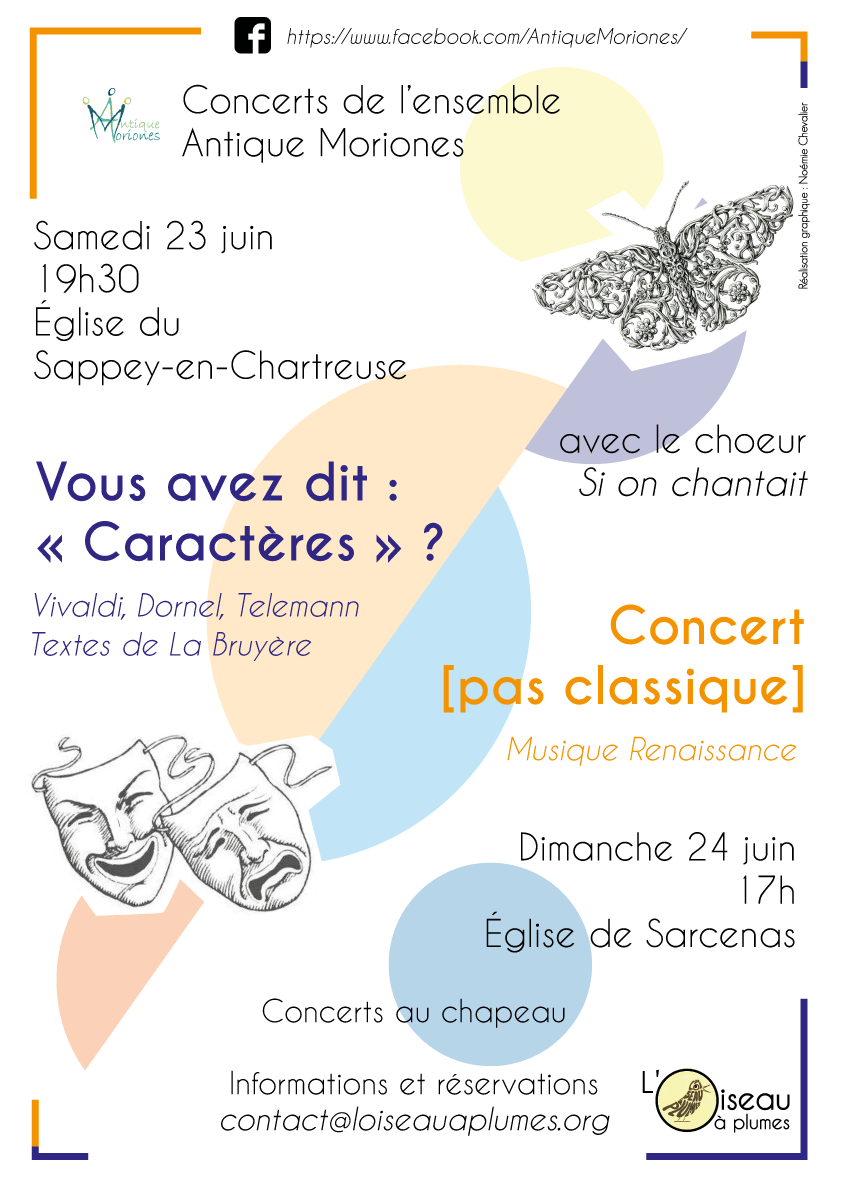 https://www.facebook.com/AntiqueMoriones/
Concerts de l'ensemble
Antique Moriones
Antique
Moriones
Réalisation graphique : Noémie Chevalier
Samedi 23 juin
19h30
Église du
Sappey-en-Chartreuse
avec le choeur
Si on chantait
Vous avez dit :
« Caractères » ?
Vivaldi, Dornel, Telemann
Textes de La Bruyère
Concert
[pas classique]
Musique Renaissance
Dimanche 24 juin
17h
Église de Sarcenas
Concerts au chapeau
Informations et réservations
contact@loiseauaplumes.org
L'Oiseau
à plumes